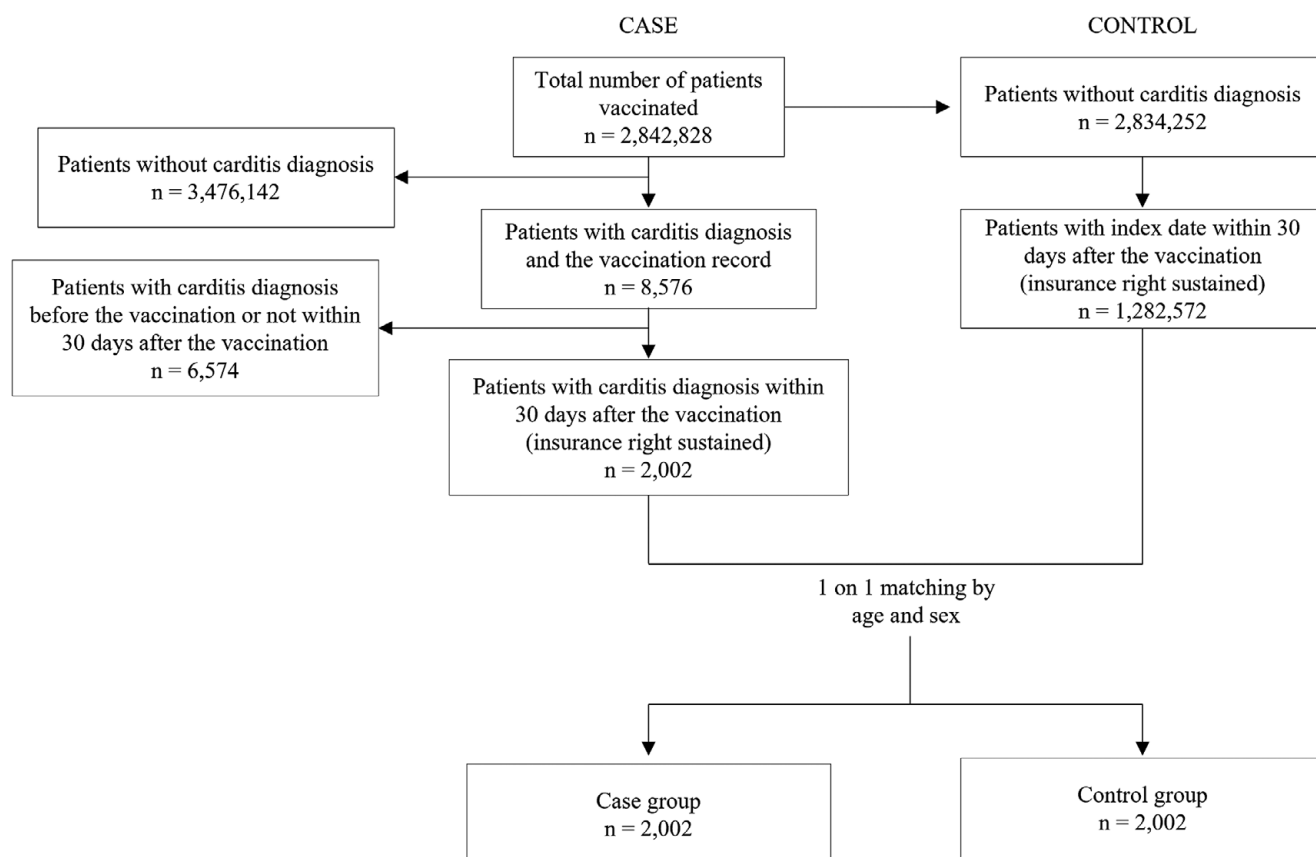 CASE
CONTROL
Total number of patients
vaccinated
n = 2,842,828
Patients without carditis diagnosis
n = 2,834,252
Patients without carditis diagnosis
n = 3,476,142
Patients with carditis diagnosis
and the vaccination record
n = 8,576
Patients with index date within 30
days after the vaccination
(insurance right sustained)
n = 1,282,572
Patients with carditis diagnosis
before the vaccination or not within
30 days after the vaccination
n = 6,574
Patients with carditis diagnosis within
30 days after the vaccination
(insurance right sustained)
n = 2,002
1 on 1 matching by
age and sex
Case group
n = 2,002
Control group
n = 2,002